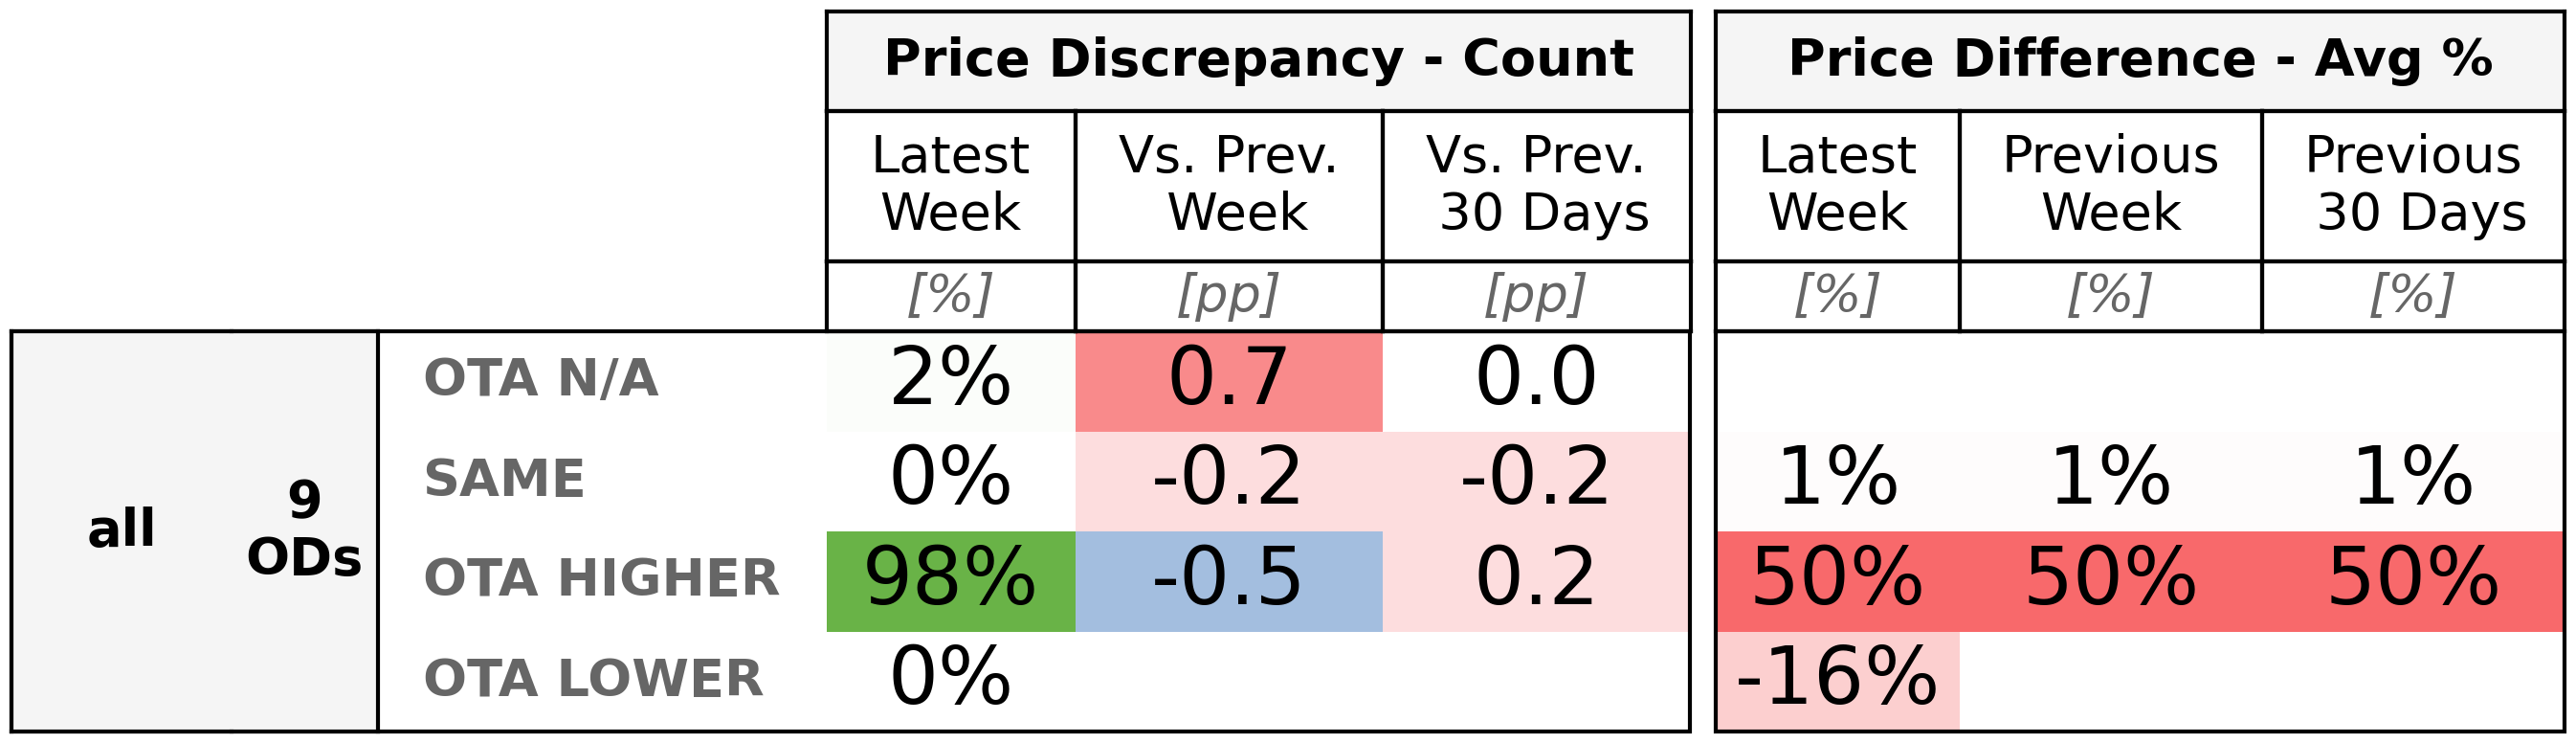 Price Discrepancy - Count Price Difference - Avg %
Latest Week Vs. Prev. Week Vs. Prev. 30 Days Latest Week Previous Week Previous 30 Days
[%] [pp] [pp] [%] [%] [%]
all 9 ODs
OTA N/A 2% 0.7 0.0
SAME 0% -0.2 -0.2 1% 1% 1%
OTA HIGHER 98% -0.5 0.2 50% 50% 50%
OTA LOWER 0% -16%